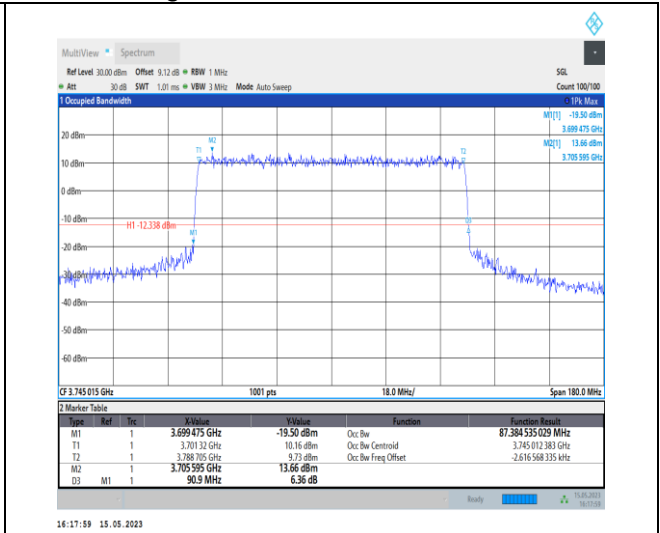 MultiView Spectrum
Ref Level 30.00 dBm Offset 9.12 dB RBW 1 MHz SGL
Att 30 dB SWT 1.01 ms VBW 3 MHz Mode Auto Sweep Count 100/100
1 Occupied Bandwidth 1Pk Max
M1[1] -19.50 dBm
3.699 475 GHz
M2[1] 13.66 dBm
3.705 595 GHz
20 dBm
M2
T1
T2
10 dBm
0 dBm
-10 dBm
H1 -12.338 dBm
D3
M1
-20 dBm
-30 dBm
-40 dBm
-50 dBm
-60 dBm
CF 3.745 015 GHz 1001 pts 18.0 MHz/ Span 180.0 MHz
2 Marker Table
Type Ref Trc X-Value Y-Value Function Function Result
M1 1 3.699 475 GHz -19.50 dBm Occ Bw 87.384 535 029 MHz
T1 1 3.701 32 GHz 10.16 dBm Occ Bw Centroid 3.745 012 383 GHz
T2 1 3.788 705 GHz 9.73 dBm Occ Bw Freq Offset -2.616 568 335 kHz
M2 1 3.705 595 GHz 13.66 dBm
D3 M1 1 90.9 MHz 6.36 dB
Ready 15.05.2023
16:17:59
16:17:59 15.05.2023